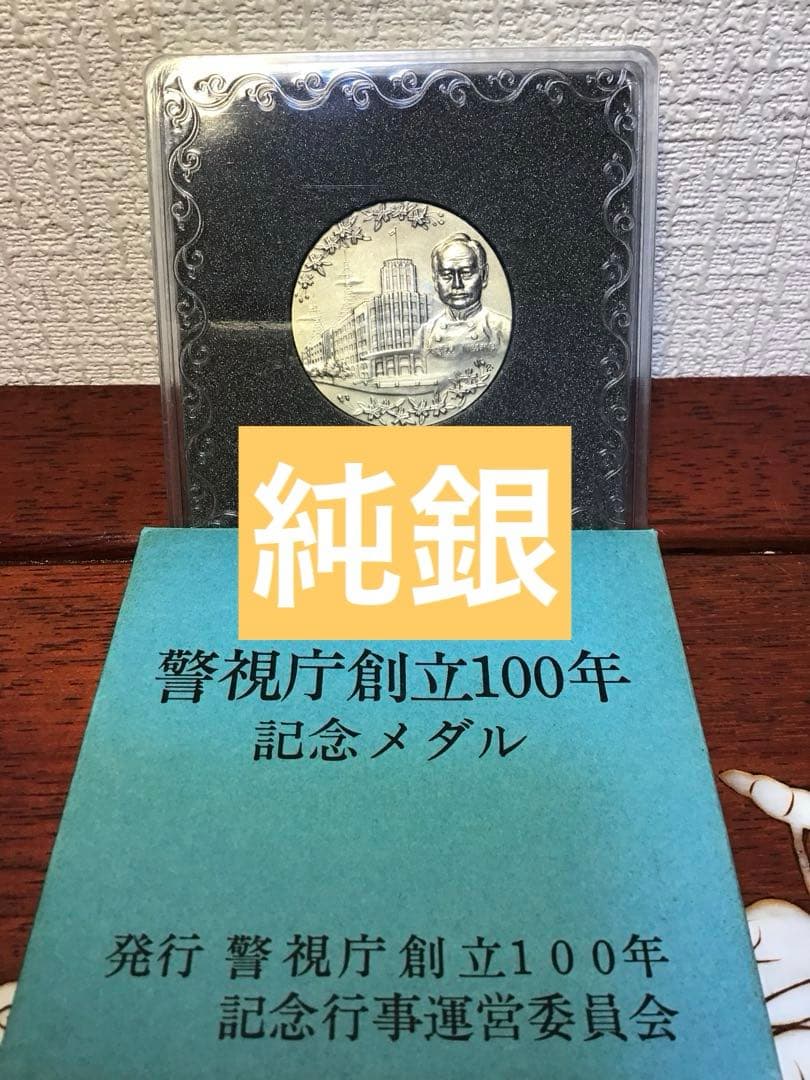 純銀
警視庁創立100年
記念メダル
発行 警視庁創立100年
記念行事運営委員会